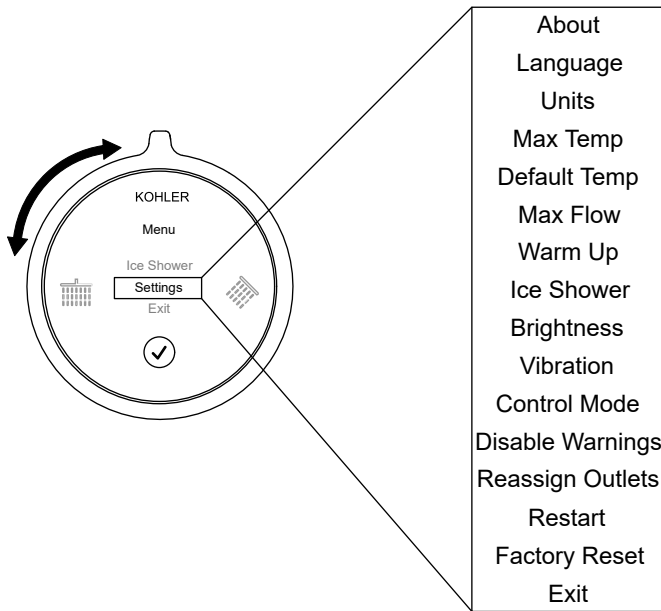 KOHLER
Menu
Ice Shower
Settings
Exit
About
Language
Units
Max Temp
Default Temp
Max Flow
Warm Up
Ice Shower
Brightness
Vibration
Control Mode
Disable Warnings
Reassign Outlets
Restart
Factory Reset
Exit